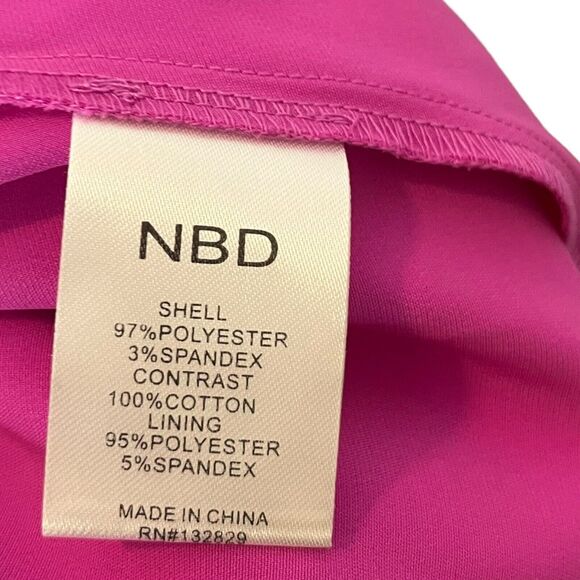 NBD
SHELL
97%POLYESTER
3%SPANDEX
CONTRAST
100%COTTON
LINING
95%POLYESTER
5%SPANDEX
MADE IN CHINA
RN#132829